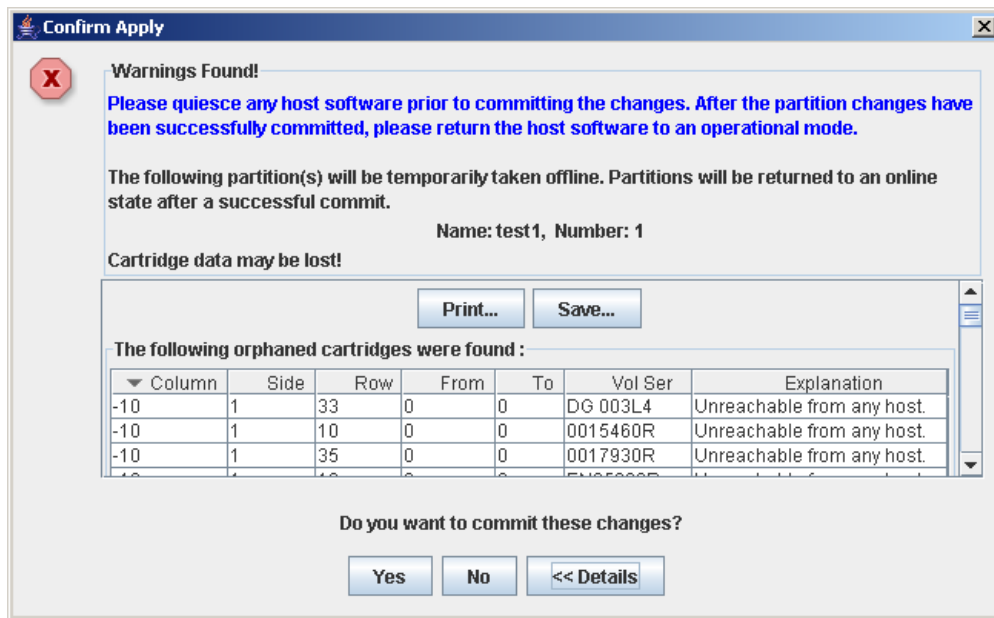 Confirm Apply
Warnings Found!
Please quiesce any host software prior to committing the changes. After the partition changes have
been successfully committed, please return the host software to an operational mode.
The following partition(s) will be temporarily taken offline. Partitions will be returned to an online
state after a successful commit.
Name: test1, Number: 1
Cartridge data may be lost!
Print... Save...
The following orphaned cartridges were found :
Column Side Row From To Vol Ser Explanation
-10 1 33 0 0 DG 003L4 Unreachable from any host.
-10 1 10 0 0 0015460R Unreachable from any host.
-10 1 35 0 0 0017930R Unreachable from any host.
Do you want to commit these changes?
Yes No << Details